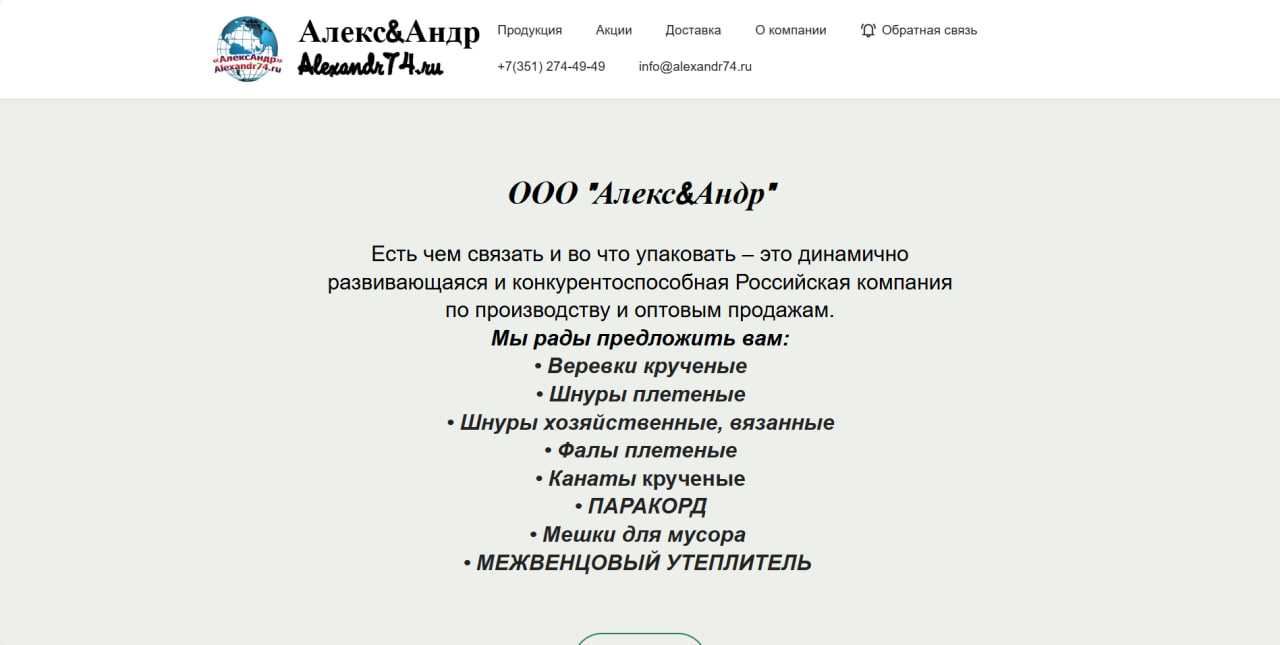 «АлексАндр»
Alexandr74.ru
Алекс&Андр
AlexandrT4.ru
Продукция Акции Доставка О компании Обратная связь
+7(351) 274-49-49 info@alexandr74.ru
ООО "Алекс&Андр"
Есть чем связать и во что упаковать – это динамично
развивающаяся и конкурентоспособная Российская компания
по производству и оптовым продажам.
Мы рады предложить вам:
• Веревки крученые
• Шнуры плетеные
• Шнуры хозяйственные, вязанные
• Фалы плетеные
• Канаты крученые
• ПАРАКОРД
• Мешки для мусора
• МЕЖВЕНЦОВЫЙ УТЕПЛИТЕЛЬ